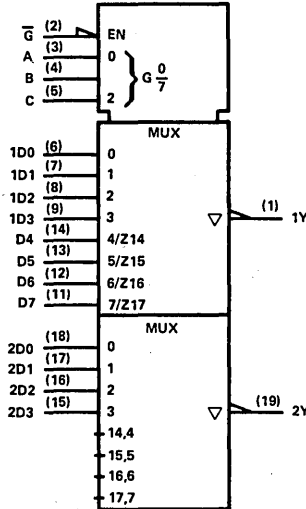 G (2) EN
A (3) 0
B (4) G 0/7
C (5) 2
MUX
1D0 (6) 0
1D1 (7) 1
1D2 (8) 2
1D3 (9) 3 ▽ (1) 1Y
D4 (14) 4/Z14
D5 (13) 5/Z15
D6 (12) 6/Z16
D7 (11) 7/Z17
MUX
2D0 (18) 0
2D1 (17) 1
2D2 (16) 2
2D3 (15) 3 ▽ (19) 2Y
14,4
15,5
16,6
17,7